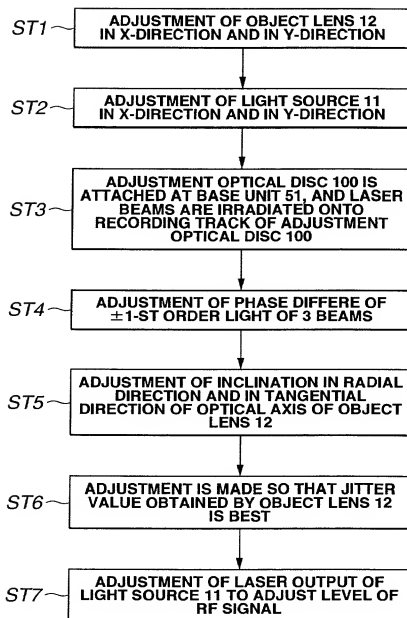 ST1
ADJUSTMENT OF OBJECT LENS 12
IN X-DIRECTION AND IN Y-DIRECTION
ST2
ADJUSTMENT OF LIGHT SOURCE 11
IN X-DIRECTION AND IN Y-DIRECTION
ST3
ADJUSTMENT OPTICAL DISC 100 IS
ATTACHED AT BASE UNIT 51, AND LASER
BEAMS ARE IRRADIATED ONTO
RECORDING TRACK OF ADJUSTMENT
OPTICAL DISC 100
ST4
ADJUSTMENT OF PHASE DIFFERE OF
±1-ST ORDER LIGHT OF 3 BEAMS
ST5
ADJUSTMENT OF INCLINATION IN RADIAL
DIRECTION AND IN TANGENTIAL
DIRECTION OF OPTICAL AXIS OF OBJECT
LENS 12
ST6
ADJUSTMENT IS MADE SO THAT JITTER
VALUE OBTAINED BY OBJECT LENS 12
IS BEST
ST7
ADJUSTMENT OF LASER OUTPUT OF
LIGHT SOURCE 11 TO ADJUST LEVEL OF
RF SIGNAL